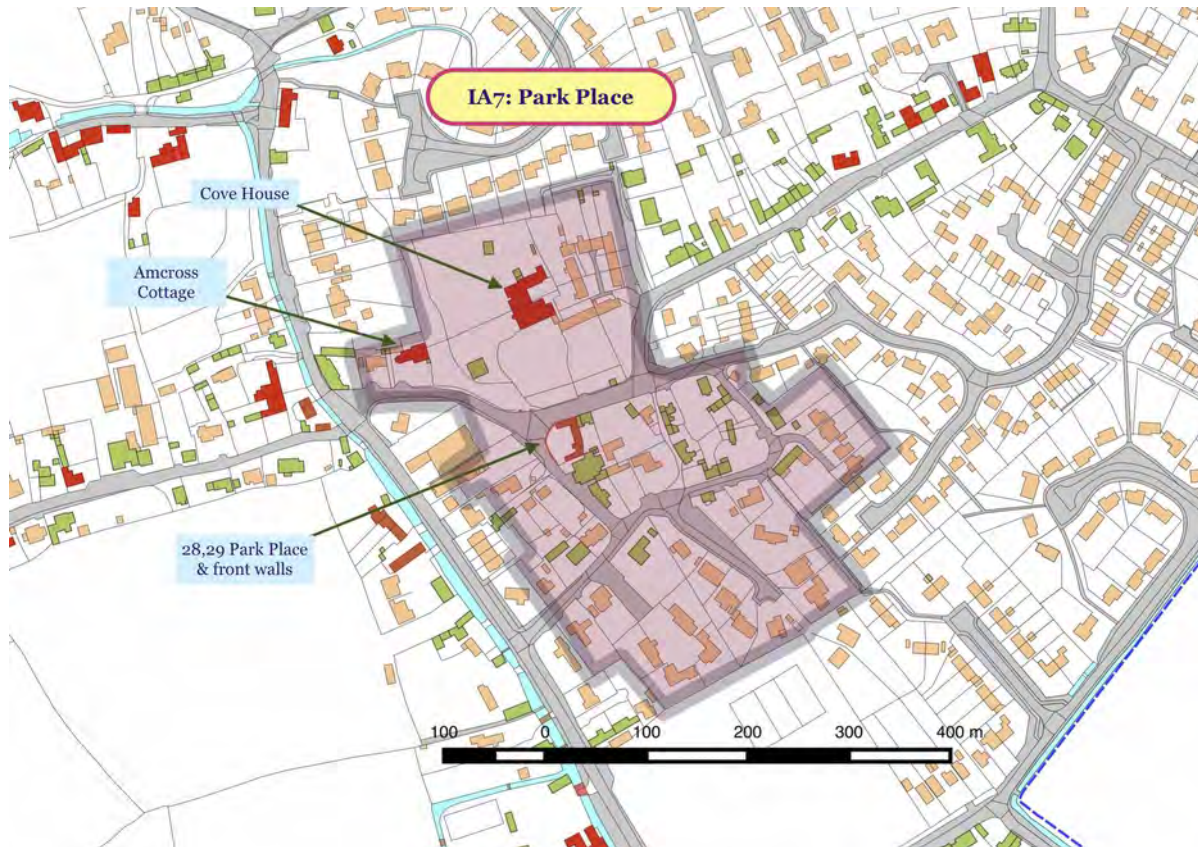 IA7: Park Place
Cove House
Amcross
Cottage
28,29 Park Place
& front walls
100 0 100 200 300 400 m